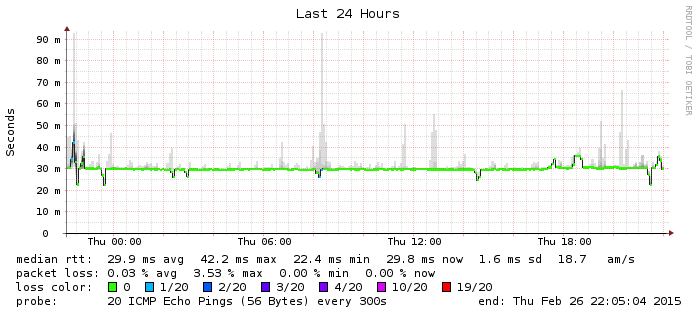 Last 24 Hours
RRDTOOL / TOBI OETIKER
Seconds
90 m
80 m
70 m
60 m
50 m
40 m
30 m
20 m
10 m
0
Thu 00:00 Thu 06:00 Thu 12:00 Thu 18:00
median rtt: 29.9 ms avg 42.2 ms max 22.4 ms min 29.8 ms now 1.6 ms sd 18.7 am/s
packet loss: 0.03 % avg 3.53 % max 0.00 % min 0.00 % now
loss color: 0 1/20 2/20 3/20 4/20 10/20 19/20
probe: 20 ICMP Echo Pings (56 Bytes) every 300s end: Thu Feb 26 22:05:04 2015